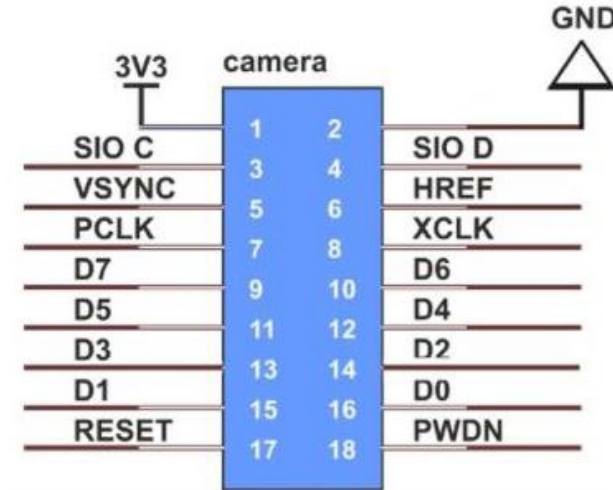 GND
3V3 camera
1 2
SIO C SIO D
3 4
VSYNC HREF
5 6
PCLK XCLK
7 8
D7 D6
9 10
D5 D4
11 12
D3 D2
13 14
D1 D0
15 16
RESET PWDN
17 18